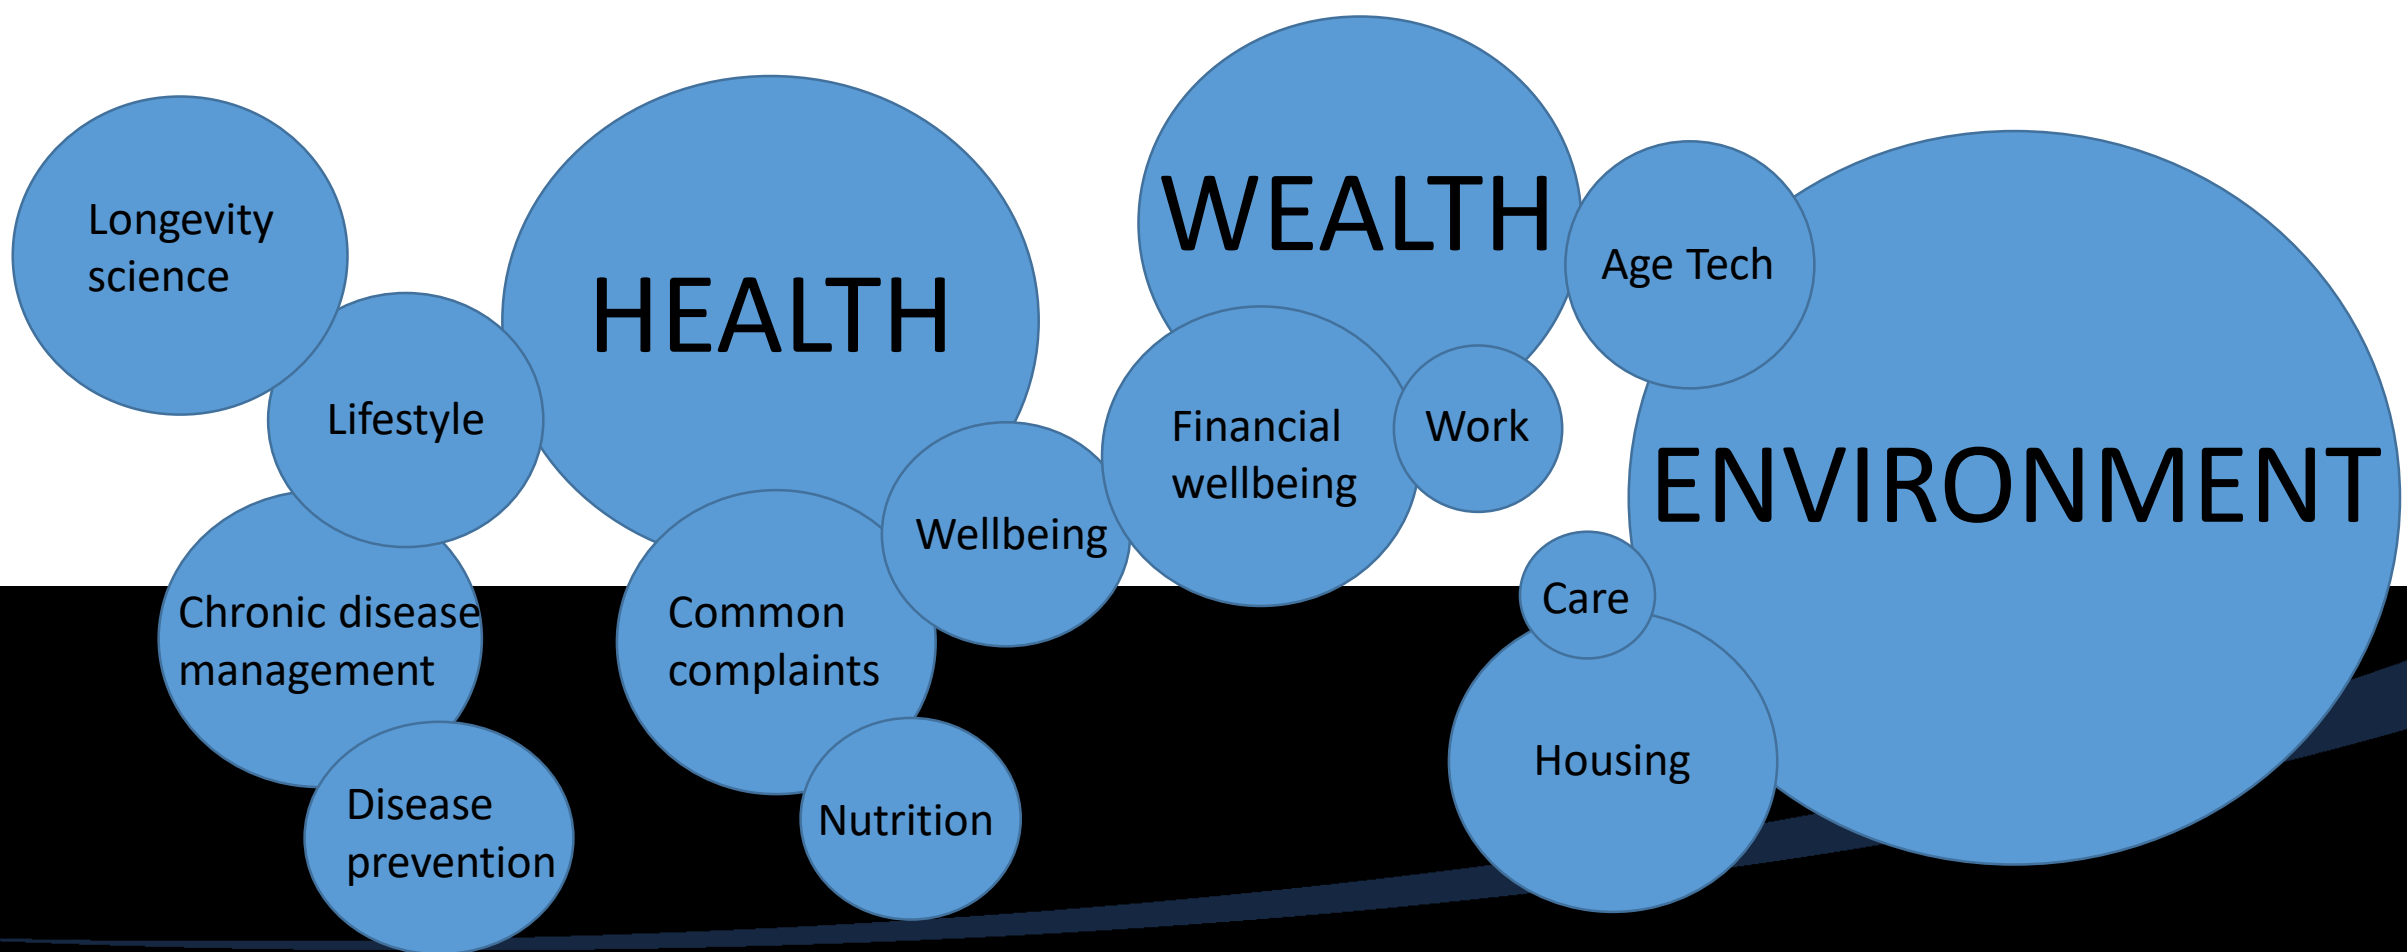 Longevity
science
Lifestyle
Chronic disease
management
Disease
prevention
HEALTH
Common
complaints
Wellbeing
Nutrition
WEALTH
Financial
wellbeing
Work
Age Tech
ENVIRONMENT
Care
Housing